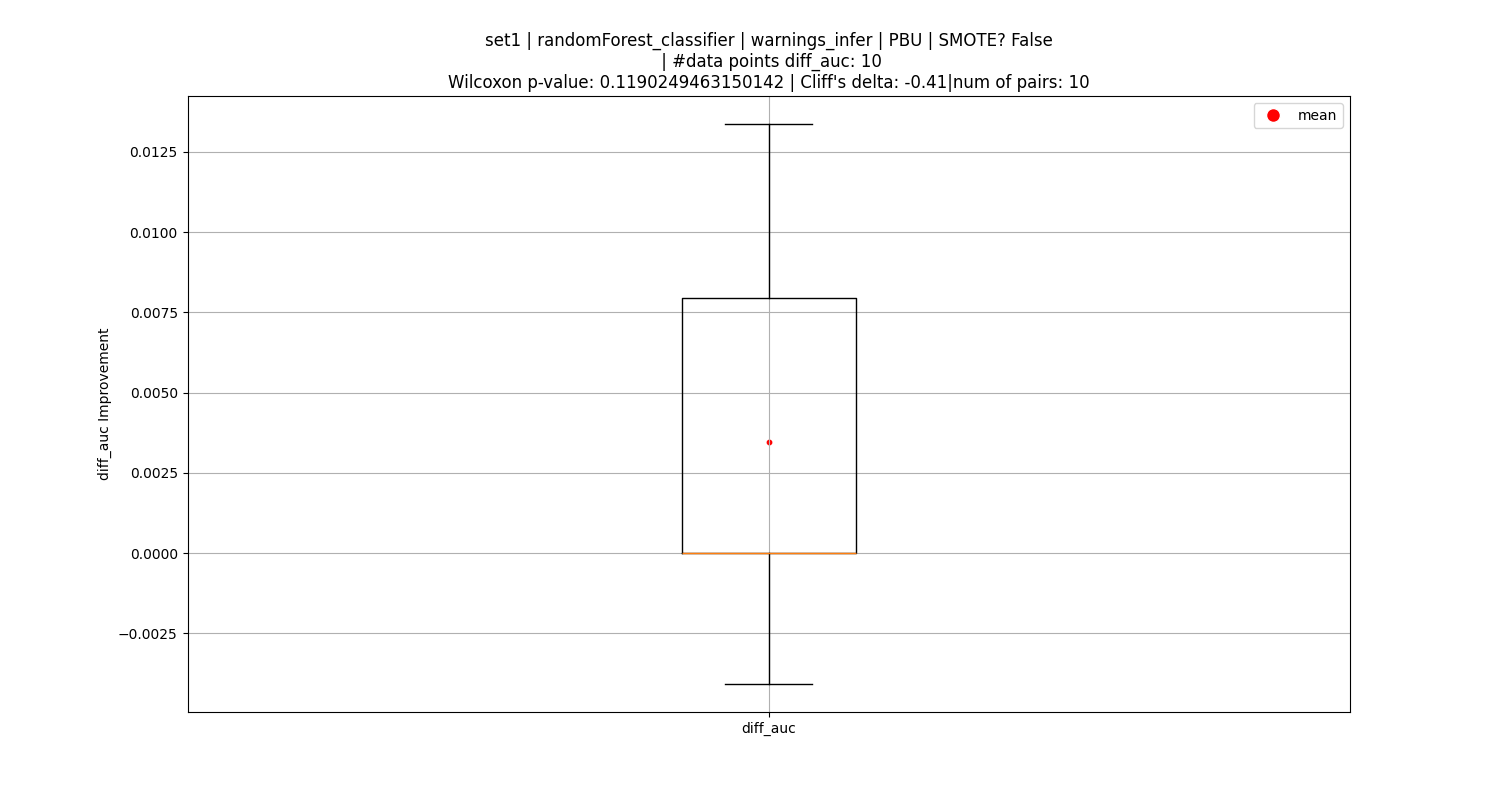 set1 | randomForest_classifier | warnings_infer | PBU | SMOTE? False
| #data points diff_auc: 10
Wilcoxon p-value: 0.1190249463150142 | Cliff's delta: -0.41|num of pairs: 10
mean
0.0125
0.0100
0.0075
0.0050
0.0025
0.0000
−0.0025
diff_auc Improvement
diff_auc